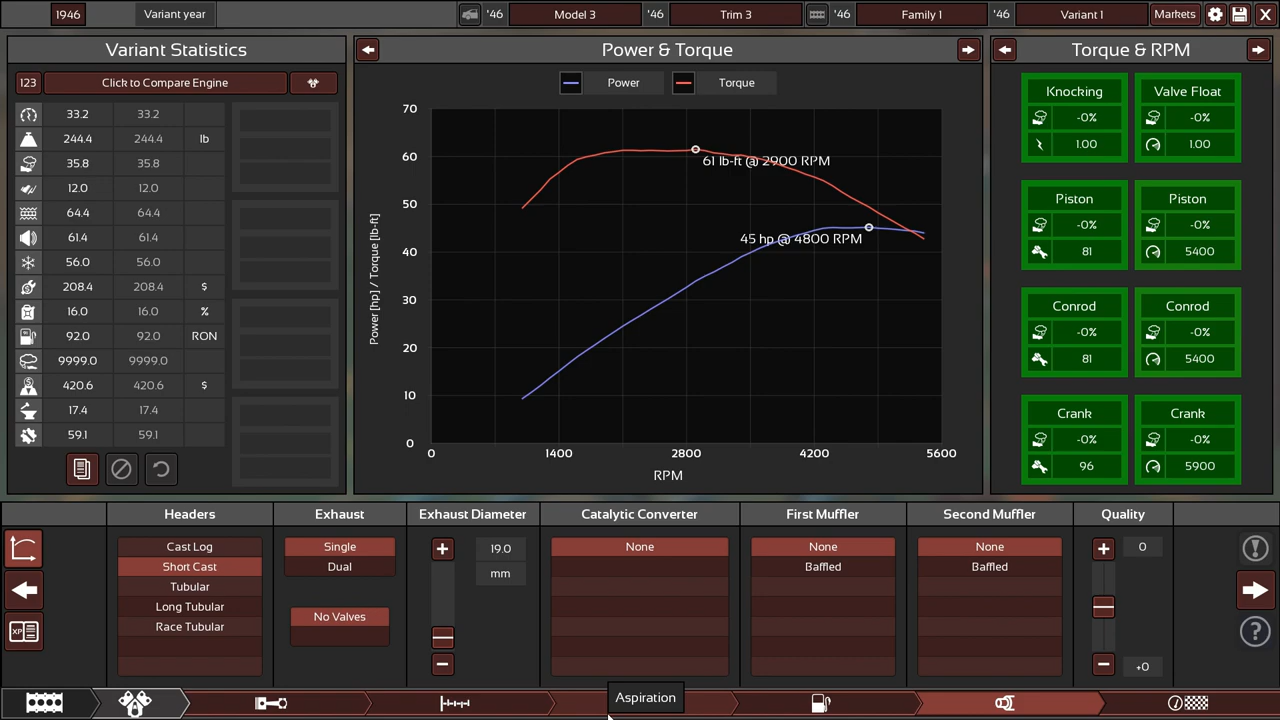 1946
Variant year
'46
Model 3
'46
Trim 3
'46
Family 1
'46
Variant 1
Markets
Variant Statistics
123
Click to Compare Engine
33.2 33.2
244.4 244.4 lb
35.8 35.8
12.0 12.0
64.4 64.4
61.4 61.4
56.0 56.0
208.4 208.4 $
16.0 16.0 %
92.0 92.0 RON
9999.0 9999.0
420.6 420.6 $
17.4 17.4
59.1 59.1
Power & Torque
Power
Torque
Power [hp] / Torque [lb-ft]
70
60
50
40
30
20
10
0
61 lb-ft @ 2900 RPM
45 hp @ 4800 RPM
0 1400 2800 4200 5600
RPM
Torque & RPM
Knocking
-0%
1.00
Valve Float
-0%
1.00
Piston
-0%
81
Piston
-0%
5400
Conrod
-0%
81
Conrod
-0%
5400
Crank
-0%
96
Crank
-0%
5900
Headers
Cast Log
Short Cast
Tubular
Long Tubular
Race Tubular
Exhaust
Single
Dual
No Valves
Exhaust Diameter
+
19.0
mm
−
Catalytic Converter
None
First Muffler
None
Baffled
Second Muffler
None
Baffled
Quality
+
0
−
+0
XP
Aspiration